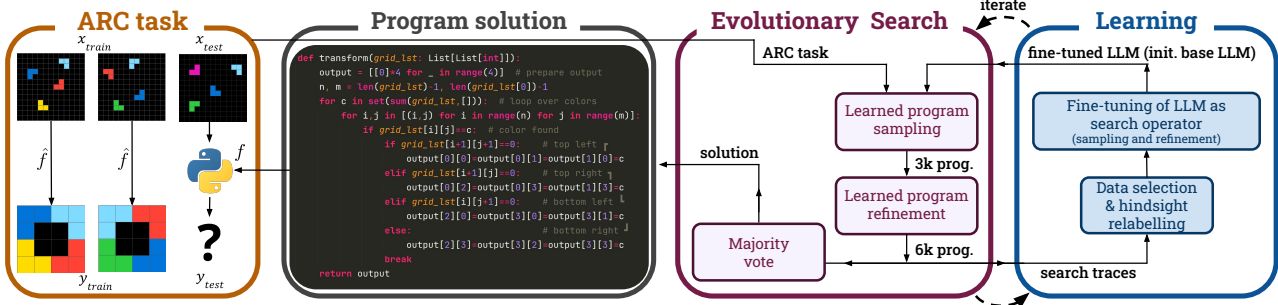 ARC task
x_train
x_test
f̂
f̂
f
?
y_train
y_test
Program solution
def transform(grid_lst: List[List[int]]):
output = [[0]*4 for _ in range(4)]  # prepare output
n, m = len(grid_lst)-1, len(grid_lst[0])-1
for c in set(sum(grid_lst,[])):  # loop over colors
for i,j in [(i,j) for i in range(n) for j in range(m)]:
if grid_lst[i][j]==c:  # color found
if grid_lst[i+1][j+1]==0:  # top left ┏
output[0][0]=output[0][1]=output[1][0]=c
elif grid_lst[i+1][j]==0:  # top right ┓
output[0][2]=output[0][3]=output[1][3]=c
elif grid_lst[i][j+1]==0:  # bottom left ┗
output[2][0]=output[3][0]=output[3][1]=c
else:  # bottom right ┛
output[2][3]=output[3][2]=output[3][3]=c
break
return output
Evolutionary Search
ARC task
Learned program
sampling
3k prog.
Learned program
refinement
6k prog.
Majority
vote
solution
iterate
Learning
fine-tuned LLM (init. base LLM)
Fine-tuning of LLM as
search operator
(sampling and refinement)
Data selection
& hindsight
relabelling
search traces